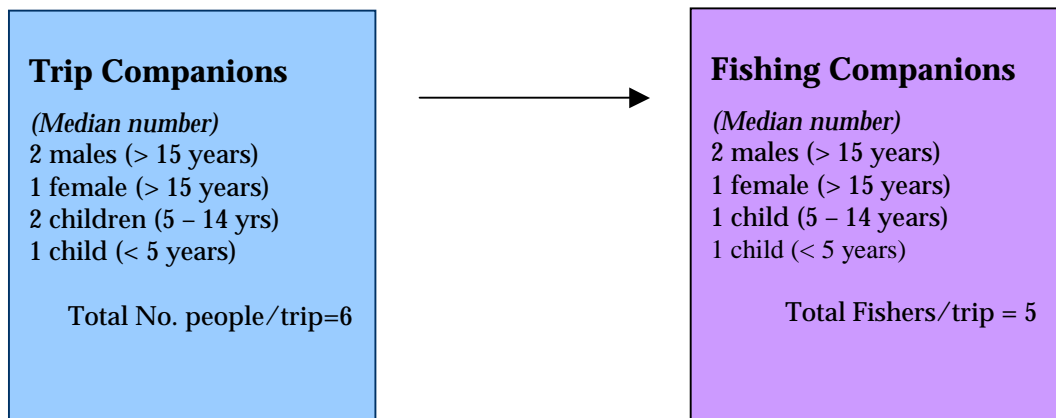 Trip Companions
(Median number)
2 males (> 15 years)
1 female (> 15 years)
2 children (5 – 14 yrs)
1 child (< 5 years)
Total No. people/trip=6
Fishing Companions
(Median number)
2 males (> 15 years)
1 female (> 15 years)
1 child (5 – 14 years)
1 child (< 5 years)
Total Fishers/trip = 5